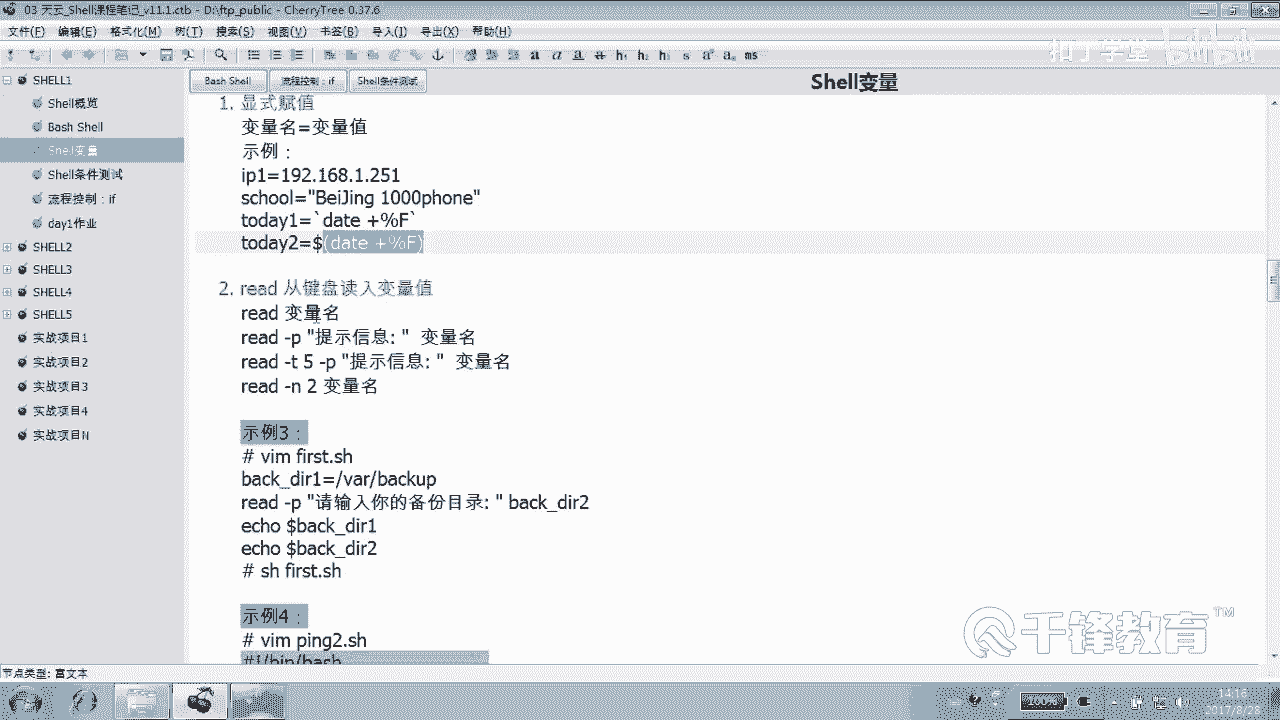 03 天云_Shell课程笔记_v11.1.ctb - D:\ftp_public - CherryTree 0.37.6
文件(F) 编辑(E) 格式化(M) 树(T) 搜索(S) 视图(V) 书签(B) 导入(I) 导出(X) 帮助(H)
扣丁学堂 bilibili
SHELL1
Shell概览
Bash Shell
Shell变量
Shell条件测试
流程控制：if
day1作业
SHELL2
SHELL3
SHELL4
SHELL5
实战项目1
实战项目2
实战项目3
实战项目4
实战项目N
Bash Shell 流程控制：if Shell条件测试
Shell变量
1. 显式赋值
变量名=变量值
示例：
ip1=192.168.1.251
school="BeiJing 1000phone"
today1=`date +%F`
today2=$(date +%F)
2. read 从键盘读入变量值
read 变量名
read -p "提示信息: " 变量名
read -t 5 -p "提示信息: " 变量名
read -n 2 变量名
示例3：
# vim first.sh
back_dir1=/var/backup
read -p "请输入你的备份目录: " back_dir2
echo $back_dir1
echo $back_dir2
# sh first.sh
示例4：
# vim ping2.sh
#!/bin/bash
千锋教育 TM
节点类型: 富文本
100%
14:16
2017/8/28